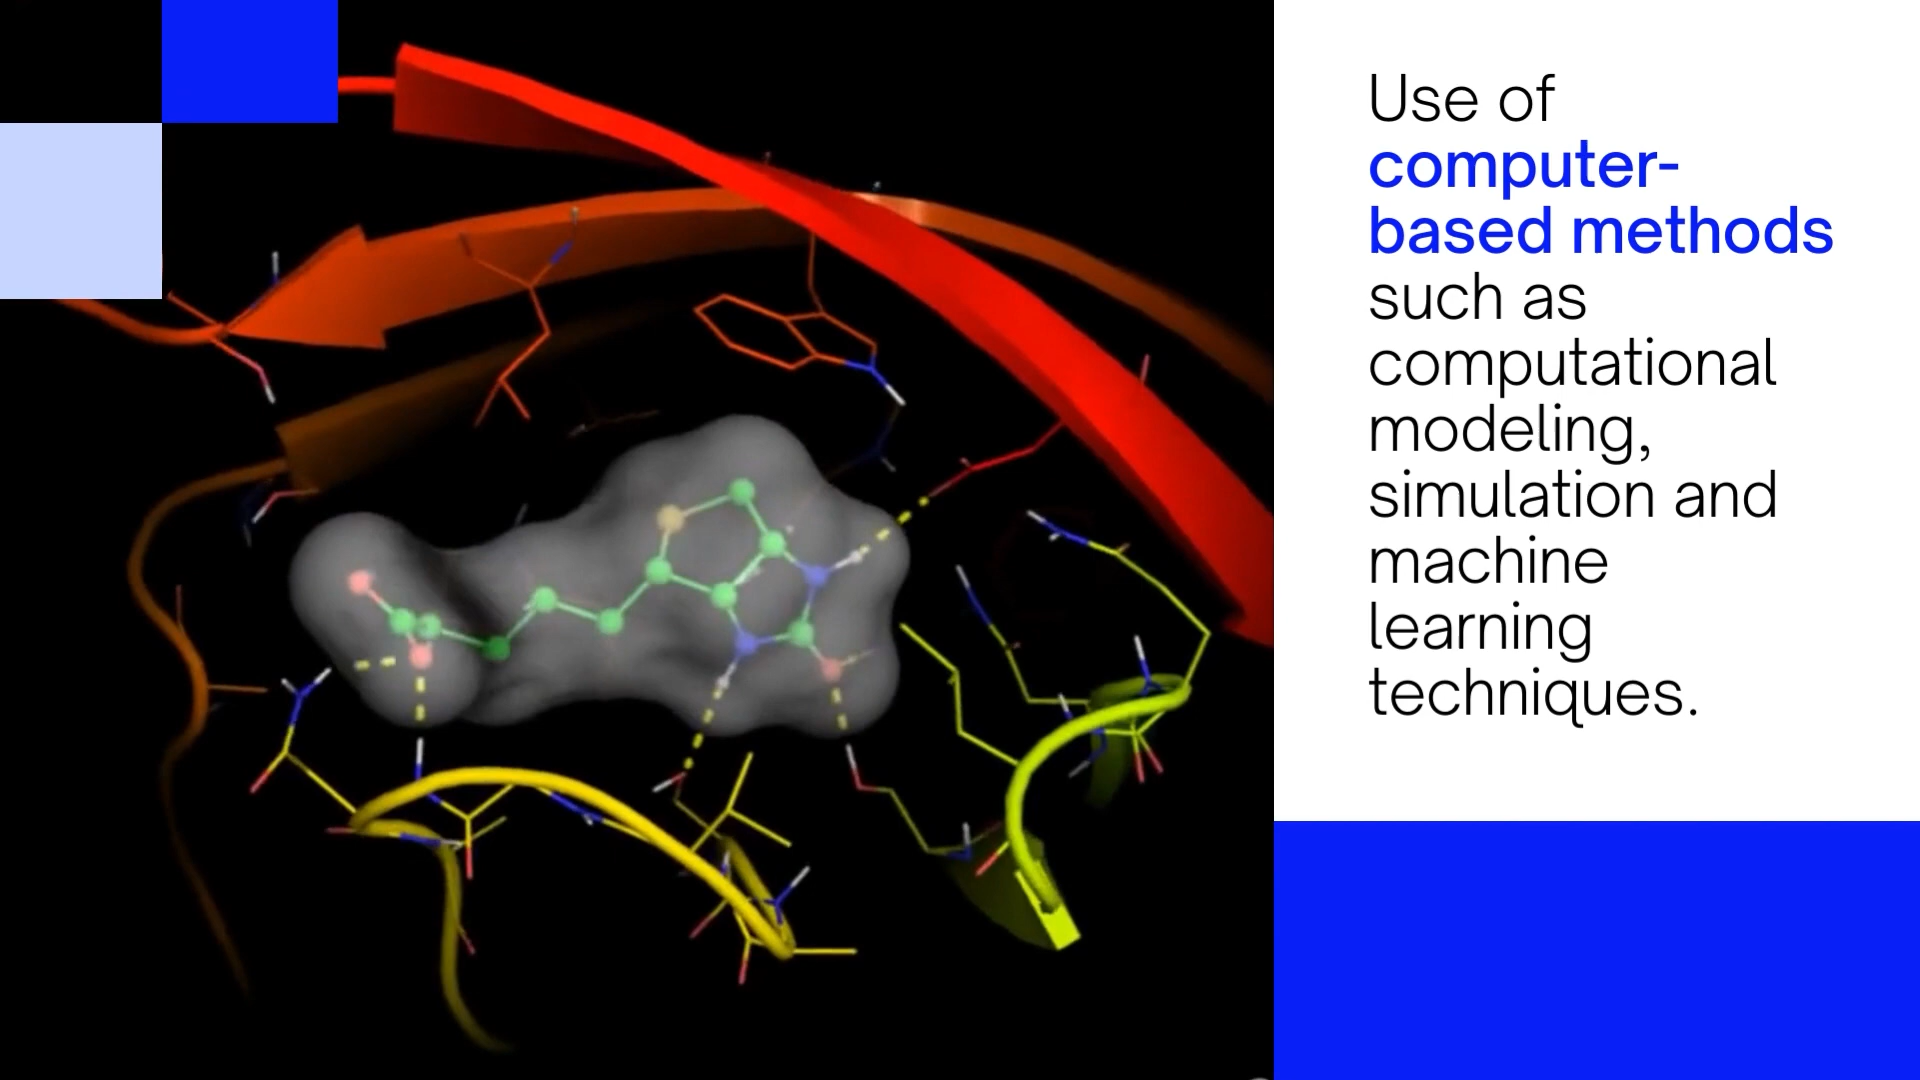 Use of
computer-
based methods
such as
computational
modeling,
simulation and
machine
learning
techniques.